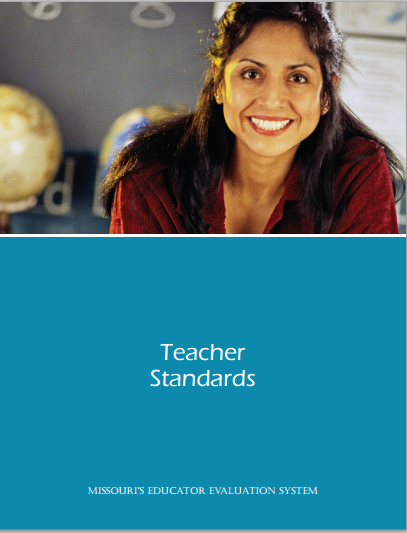 Teacher
Standards
MISSOURI'S EDUCATOR EVALUATION SYSTEM